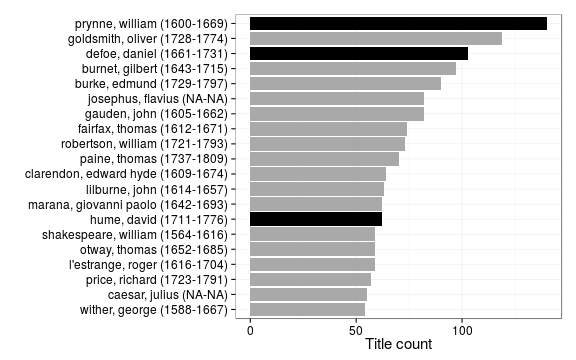 prynne, william (1600-1669)
goldsmith, oliver (1728-1774)
defoe, daniel (1661-1731)
burnet, gilbert (1643-1715)
burke, edmund (1729-1797)
josephus, flavius (NA-NA)
gauden, john (1605-1662)
fairfax, thomas (1612-1671)
robertson, william (1721-1793)
paine, thomas (1737-1809)
clarendon, edward hyde (1609-1674)
lilburne, john (1614-1657)
marana, giovanni paolo (1642-1693)
hume, david (1711-1776)
shakespeare, william (1564-1616)
otway, thomas (1652-1685)
l'estrange, roger (1616-1704)
price, richard (1723-1791)
caesar, julius (NA-NA)
wither, george (1588-1667)
0 50 100
Title count